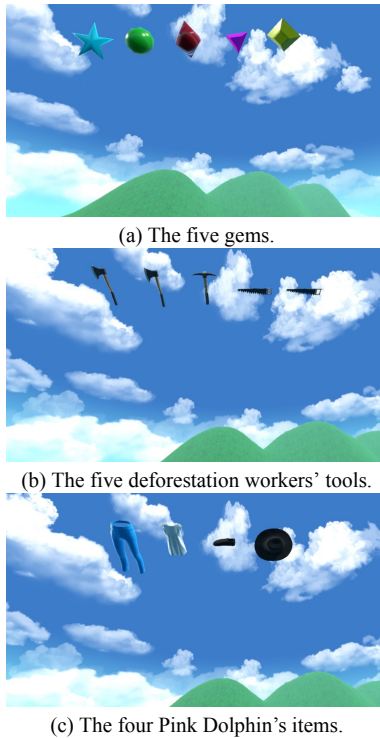 (a) The five gems.
(b) The five deforestation workers’ tools.
(c) The four Pink Dolphin’s items.